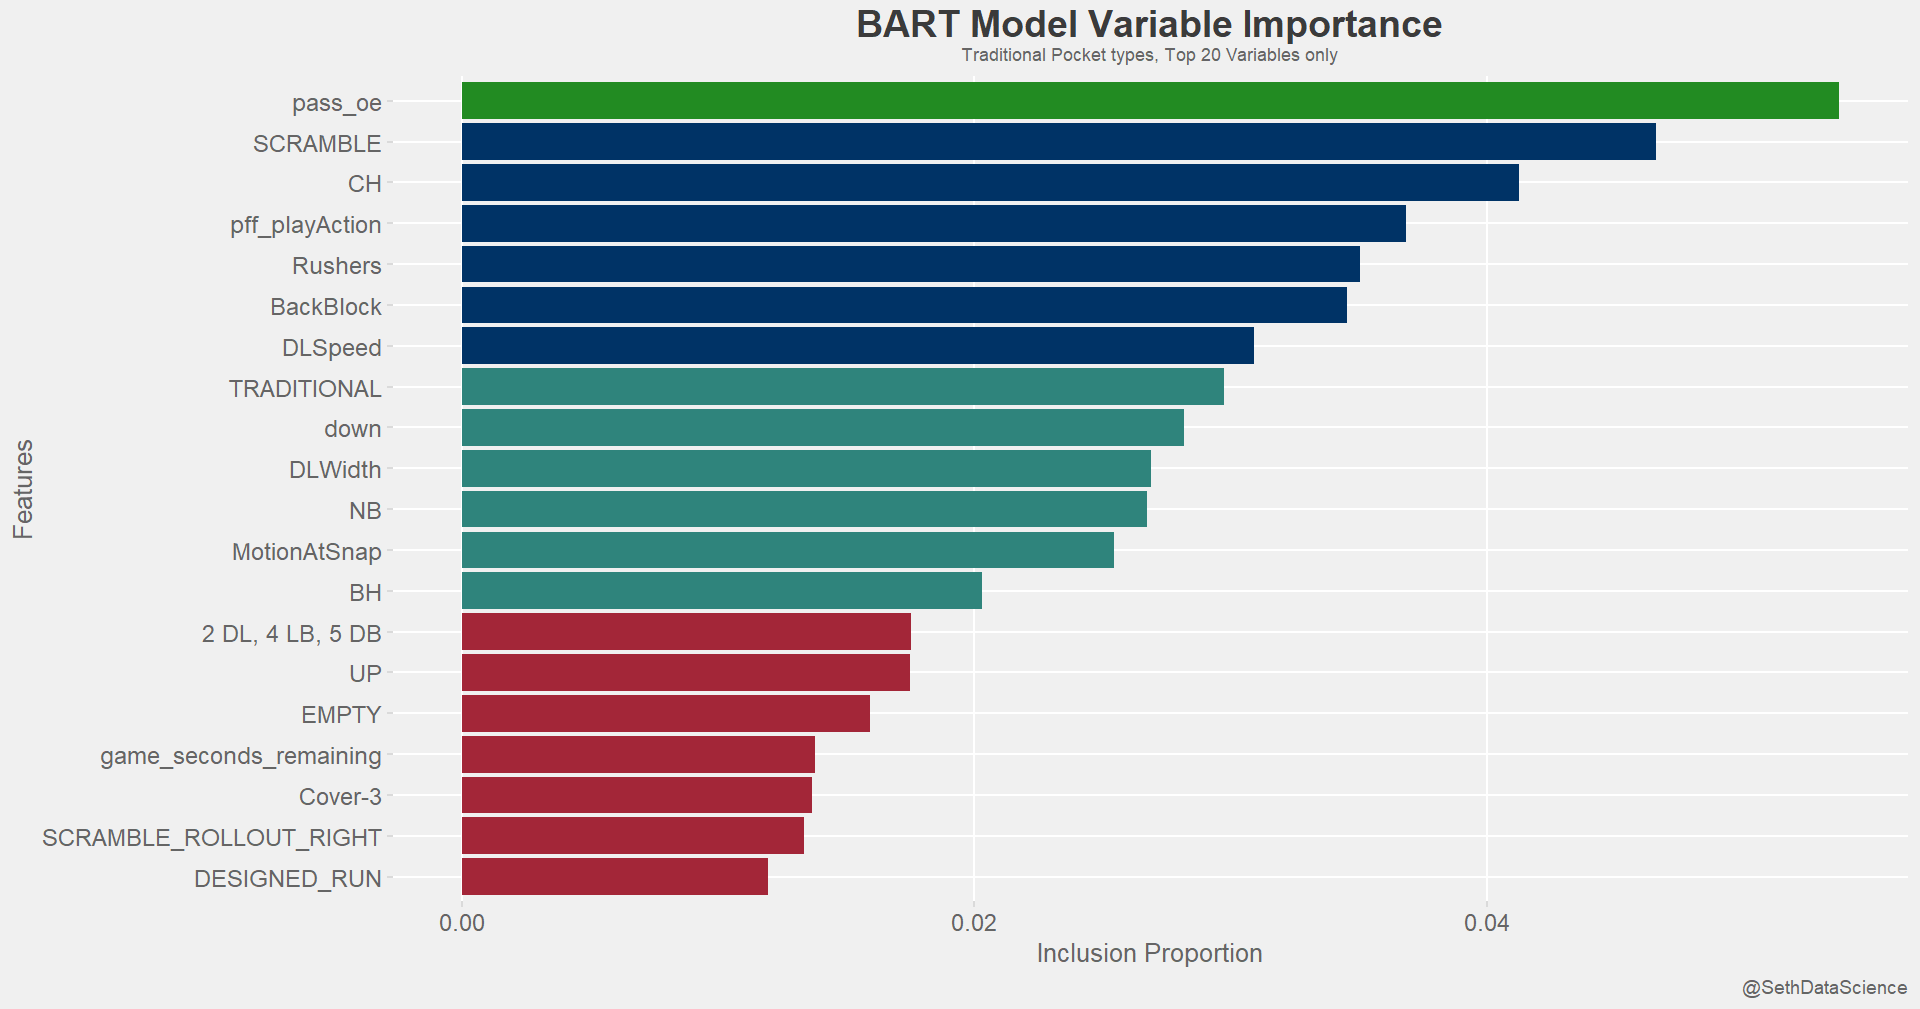 BART Model Variable Importance
Traditional Pocket types, Top 20 Variables only
Features
pass_oe
SCRAMBLE
CH
pff_playAction
Rushers
BackBlock
DLSpeed
TRADITIONAL
down
DLWidth
NB
MotionAtSnap
BH
2 DL, 4 LB, 5 DB
UP
EMPTY
game_seconds_remaining
Cover-3
SCRAMBLE_ROLLOUT_RIGHT
DESIGNED_RUN
0.00 0.02 0.04
Inclusion Proportion
@SethDataScience